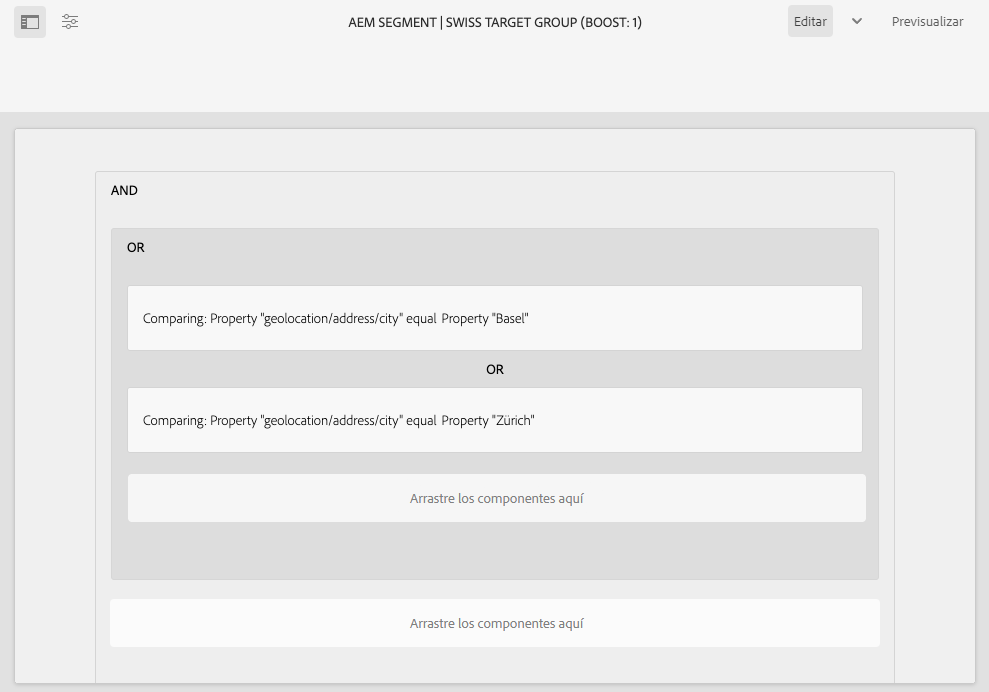 AEM SEGMENT | SWISS TARGET GROUP (BOOST: 1)
Editar
Previsualizar
AND
OR
Comparing: Property "geolocation/address/city" equal Property "Basel"
OR
Comparing: Property "geolocation/address/city" equal Property "Zürich"
Arrastre los componentes aquí
Arrastre los componentes aquí